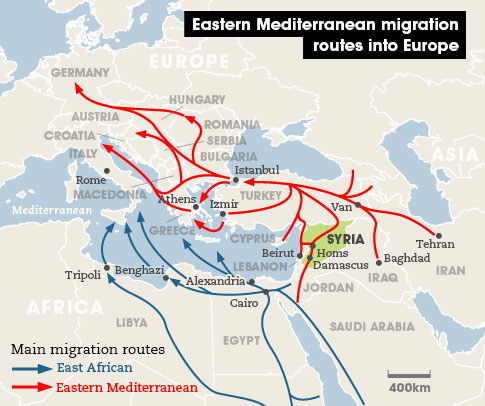 Eastern Mediterranean migration
routes into Europe
EUROPE
GERMANY
HUNGARY
AUSTRIA
ROMANIA
CROATIA
SERBIA
ITALY
BULGARIA
ASIA
Istanbul
Rome
MACEDONIA
TURKEY
Van
Athens
Izmir
Mediterranean
GREECE
CYPRUS
SYRIA
Tehran
Beirut
Homs
Baghdad
LEBANON
Damascus
IRAN
Tripoli
Benghazi
Alexandria
IRAQ
JORDAN
Cairo
AFRICA
LIBYA
SAUDI ARABIA
EGYPT
Main migration routes
East African
Eastern Mediterranean
400km